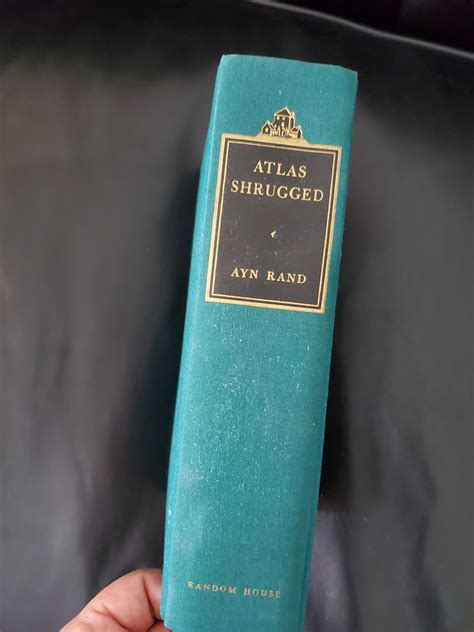 ATLAS
SHRUGGED
AYN RAND
RANDOM HOUSE